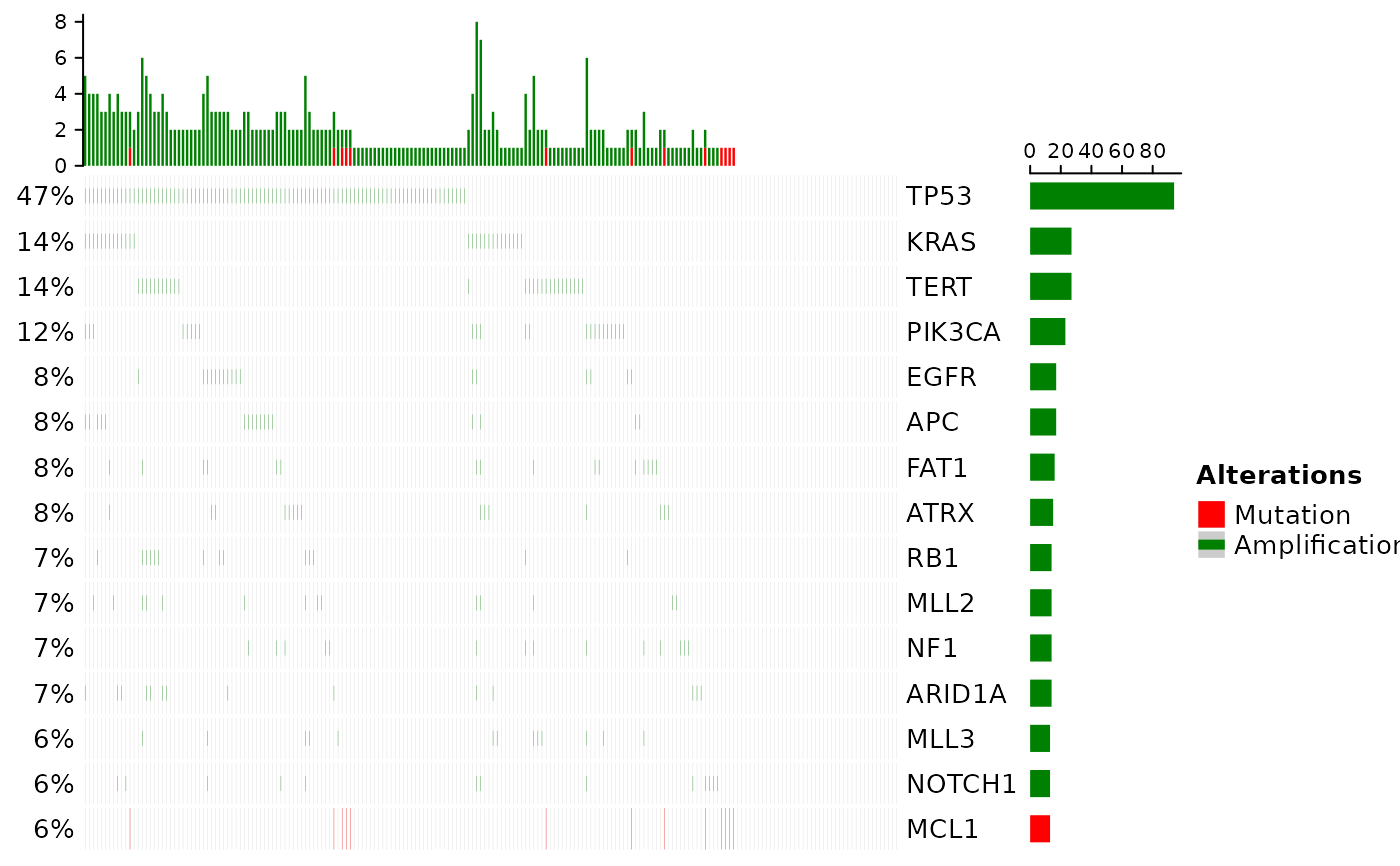 8
6
4
2
0
0 20 40 60 80
47% TP53
14% KRAS
14% TERT
12% PIK3CA
8% EGFR
8% APC
8% FAT1
Alterations
8% ATRX
Mutation
Amplification
7% RB1
7% MLL2
7% NF1
7% ARID1A
6% MLL3
6% NOTCH1
6% MCL1